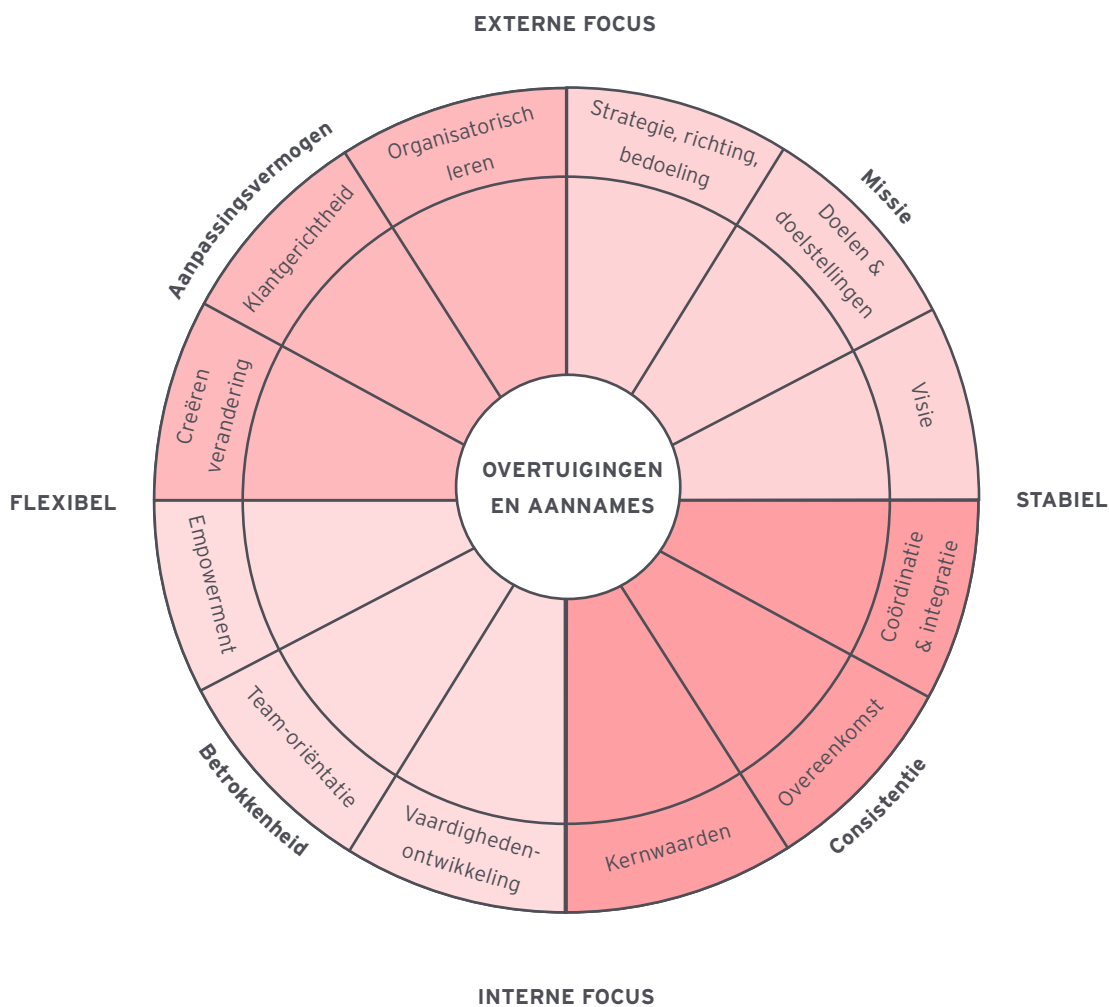 EXTERNE FOCUS
Aanpassingsvermogen
Organisatorisch
leren
Klantgerichtheid
Creëren
verandering
Strategie, richting,
bedoeling
Doelen &
doelstellingen
Visie
Missie
FLEXIBEL
OVERTUIGINGEN
EN AANNAMES
STABIEL
Empowerment
Team-oriëntatie
Vaardigheden-
ontwikkeling
Betrokkenheid
Coördinatie
& integratie
Overeenkomst
Kernwaarden
Consistentie
INTERNE FOCUS